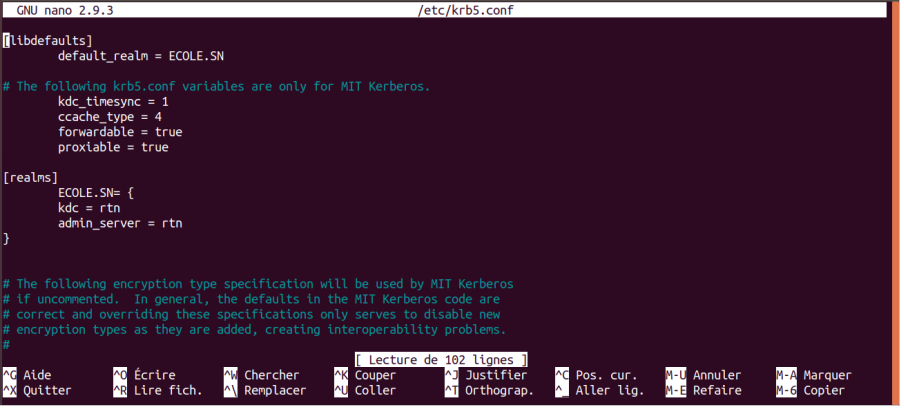 GNU nano 2.9.3 /etc/krb5.conf
[libdefaults]
default_realm = ECOLE.SN
# The following krb5.conf variables are only for MIT Kerberos.
kdc_timesync = 1
ccache_type = 4
forwardable = true
proxiable = true
[realms]
ECOLE.SN= {
kdc = rtn
admin_server = rtn
}
# The following encryption type specification will be used by MIT Kerberos
# if uncommented.  In general, the defaults in the MIT Kerberos code are
# correct and overriding these specifications only serves to disable new
# encryption types as they are added, creating interoperability problems.
#
[ Lecture de 102 lignes ]
^G Aide ^O Écrire ^W Chercher ^K Couper ^J Justifier ^C Pos. cur. M-U Annuler M-A Marquer
^X Quitter ^R Lire fich. ^\ Remplacer ^U Coller ^T Orthograp. ^_ Aller lig. M-E Refaire M-6 Copier